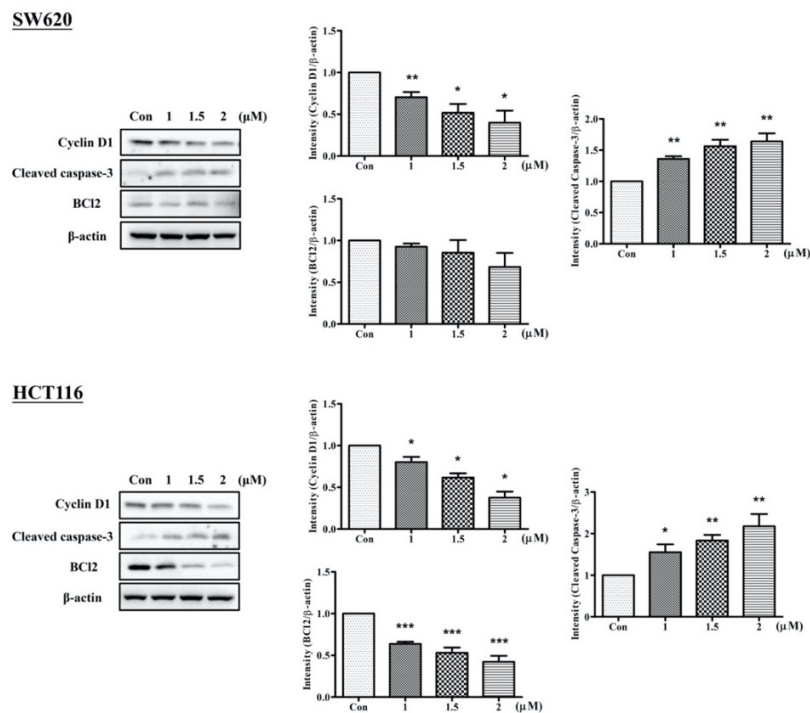 SW620
Con 1 1.5 2 (μM)
Cyclin D1
Cleaved caspase-3
BCl2
β-actin
Intensity (Cyclin D1/β-actin)
1.5
1.0
0.5
0.0
** * *
Con 1 1.5 2 (μM)
Intensity (BCl2/β-actin)
1.5
1.0
0.5
0.0
Con 1 1.5 2 (μM)
Intensity (Cleaved Caspase-3/β-actin)
2.0
1.5
1.0
0.5
0.0
** ** **
Con 1 1.5 2 (μM)
HCT116
Con 1 1.5 2 (μM)
Cyclin D1
Cleaved caspase-3
BCl2
β-actin
Intensity (Cyclin D1/β-actin)
1.5
1.0
0.5
0.0
* * *
Con 1 1.5 2 (μM)
Intensity (BCl2/β-actin)
1.5
1.0
0.5
0.0
*** *** ***
Con 1 1.5 2 (μM)
Intensity (Cleaved Caspase-3/β-actin)
3
2
1
0
* ** **
Con 1 1.5 2 (μM)